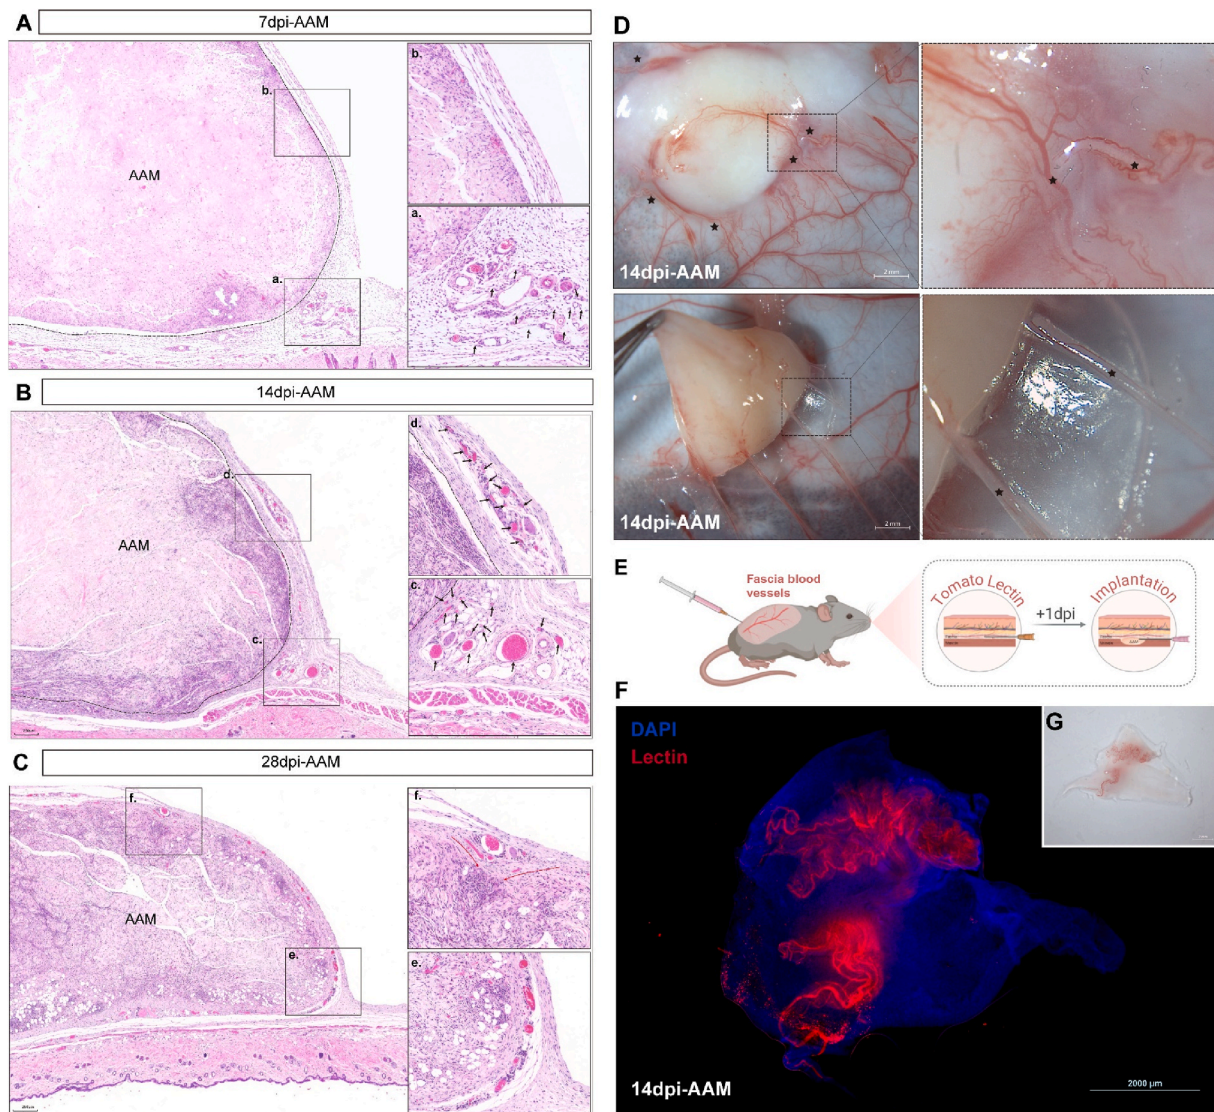 A
7dpi-AAM
b.
b.
AAM
a.
a.
B
14dpi-AAM
d.
d.
AAM
c.
c.
C
28dpi-AAM
f.
f.
AAM
e.
e.
D
14dpi-AAM
2 mm
14dpi-AAM
2 mm
E
Fascia blood
vessels
Tomato Lectin
+1dpi
Implantation
AAM
F
DAPI
Lectin
G
14dpi-AAM
2000 µm